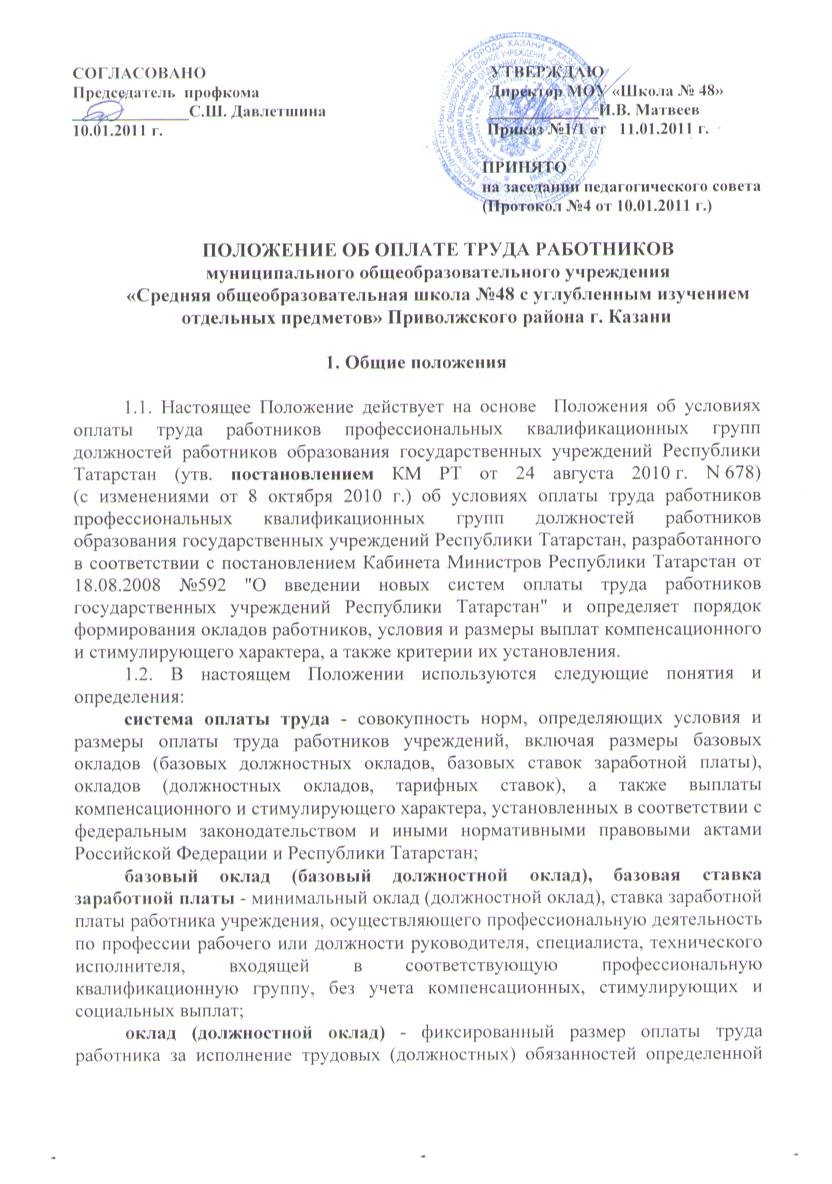 СОГЛАСОВАНО
Председатель профкома
____________С.Ш. Давлетшина
10.01.2011 г.
УТВЕРЖДАЮ
Директор МОУ «Школа № 48»
____________И.В. Матвеев
Приказ №1/1 от 11.01.2011 г.
ПРИНЯТО
на заседании педагогического совета
(Протокол №4 от 10.01.2011 г.)
ПОЛОЖЕНИЕ ОБ ОПЛАТЕ ТРУДА РАБОТНИКОВ
муниципального общеобразовательного учреждения
«Средняя общеобразовательная школа №48 с углубленным изучением
отдельных предметов» Приволжского района г. Казани
1. Общие положения
1.1. Настоящее Положение действует на основе Положения об условиях
оплаты труда работников профессиональных квалификационных групп
должностей работников образования государственных учреждений Республики
Татарстан (утв. постановлением КМ РТ от 24 августа 2010 г. N 678)
(с изменениями от 8 октября 2010 г.) об условиях оплаты труда работников
профессиональных квалификационных групп должностей работников
образования государственных учреждений Республики Татарстан, разработанного
в соответствии с постановлением Кабинета Министров Республики Татарстан от
18.08.2008 №592 "О введении новых систем оплаты труда работников
государственных учреждений Республики Татарстан" и определяет порядок
формирования окладов работников, условия и размеры выплат компенсационного
и стимулирующего характера, а также критерии их установления.
1.2. В настоящем Положении используются следующие понятия и
определения:
система оплаты труда - совокупность норм, определяющих условия и
размеры оплаты труда работников учреждений, включая размеры базовых
окладов (базовых должностных окладов, базовых ставок заработной платы),
окладов (должностных окладов, тарифных ставок), а также выплаты
компенсационного и стимулирующего характера, установленных в соответствии с
федеральным законодательством и иными нормативными правовыми актами
Российской Федерации и Республики Татарстан;
базовый оклад (базовый должностной оклад), базовая ставка
заработной платы - минимальный оклад (должностной оклад), ставка заработной
платы работника учреждения, осуществляющего профессиональную деятельность
по профессии рабочего или должности руководителя, специалиста, технического
исполнителя, входящей в соответствующую профессиональную
квалификационную группу, без учета компенсационных, стимулирующих и
социальных выплат;
оклад (должностной оклад) - фиксированный размер оплаты труда
работника за исполнение трудовых (должностных) обязанностей определенной